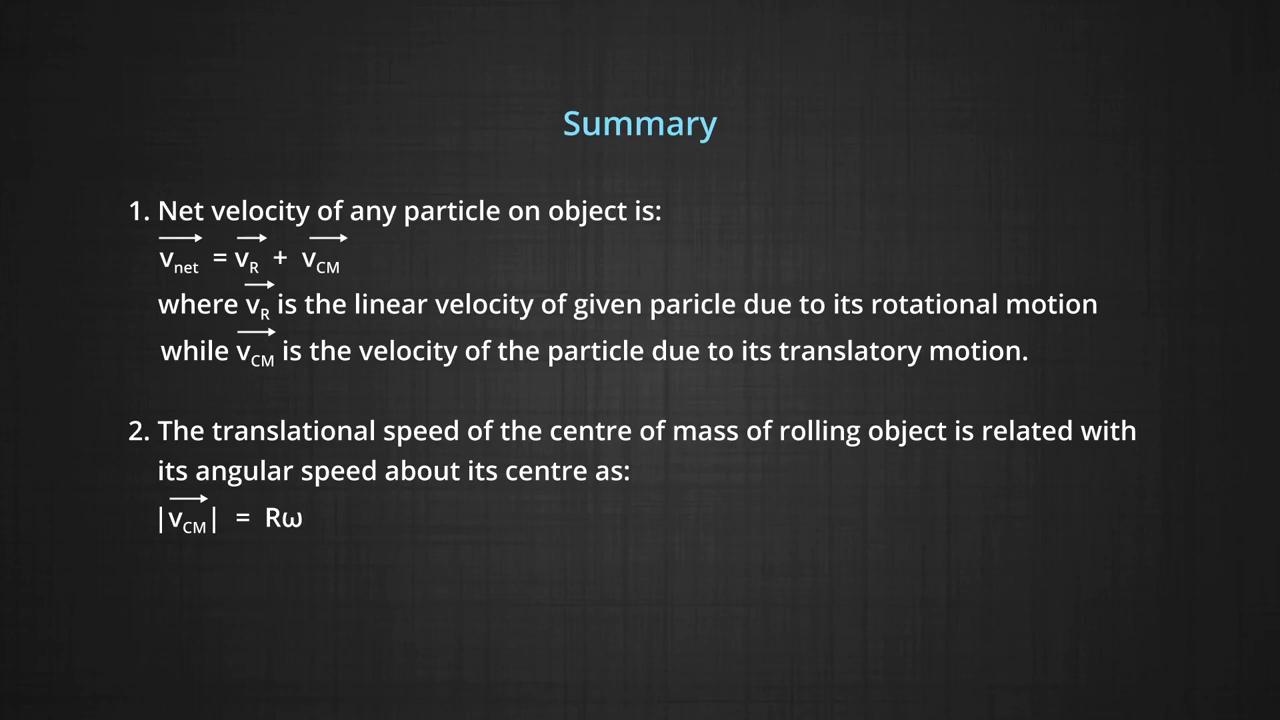 Summary
1. Net velocity of any particle on object is:
v⃗net = v⃗R + v⃗CM
where v⃗R is the linear velocity of given paricle due to its rotational motion
while v⃗CM is the velocity of the particle due to its translatory motion.
2. The translational speed of the centre of mass of rolling object is related with
its angular speed about its centre as:
|v⃗CM| = Rω